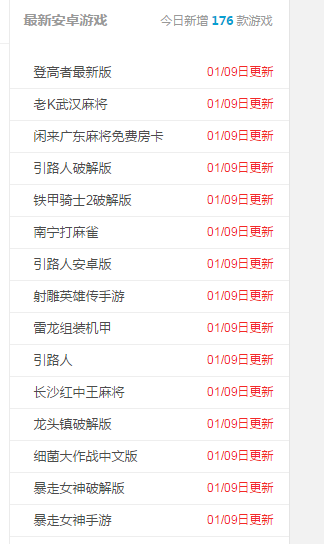 最新安卓游戏 今日新增 176 款游戏
登高者最新版 01/09日更新
老K武汉麻将 01/09日更新
闲来广东麻将免费房卡 01/09日更新
引路人破解版 01/09日更新
铁甲骑士2破解版 01/09日更新
南宁打麻雀 01/09日更新
引路人安卓版 01/09日更新
射雕英雄传手游 01/09日更新
雷龙组装机甲 01/09日更新
引路人 01/09日更新
长沙红中王麻将 01/09日更新
龙头镇破解版 01/09日更新
细菌大作战中文版 01/09日更新
暴走女神破解版 01/09日更新
暴走女神手游 01/09日更新